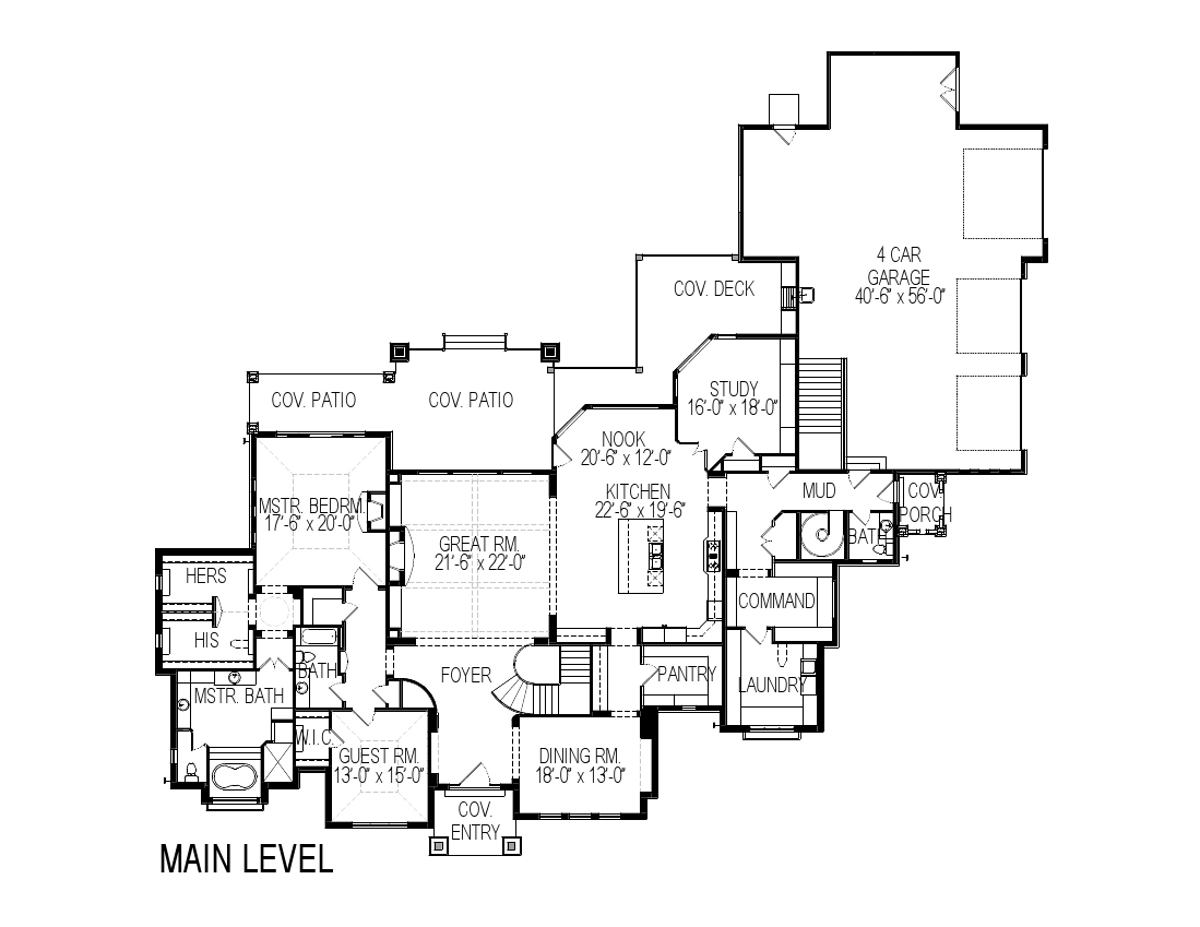 4 CAR
GARAGE
40'-6" x 56'-0"
COV. DECK
STUDY
16'-0" x 18'-0"
COV. PATIO
COV. PATIO
NOOK
20'-6" x 12'-0"
KITCHEN
22'-6" x 19'-6"
MUD
COV.
PORCH
BATH
MSTR. BEDRM.
17'-6" x 20'-0"
GREAT RM.
21'-6" x 22'-0"
HERS
HIS
COMMAND
BATH
FOYER
PANTRY
LAUNDRY
MSTR. BATH
W.I.C.
GUEST RM.
13'-0" x 15'-0"
DINING RM.
18'-0" x 13'-0"
COV.
ENTRY
MAIN LEVEL